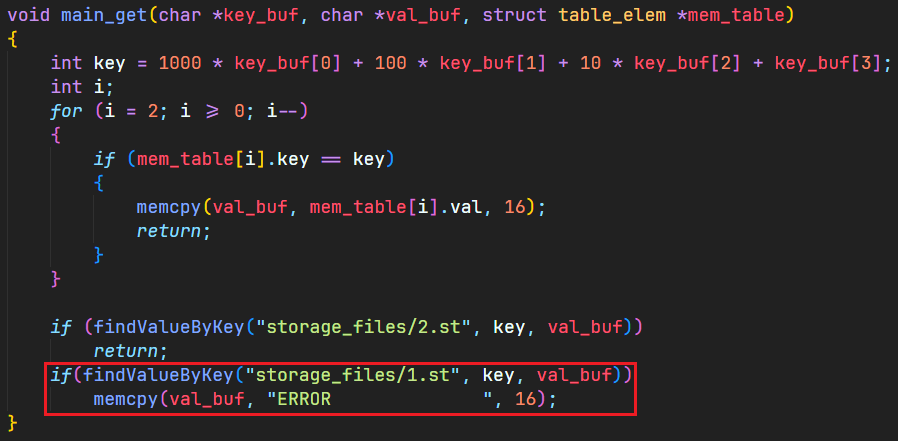 void main_get(char *key_buf, char *val_buf, struct table_elem *mem_table)
{
    int key = 1000 * key_buf[0] + 100 * key_buf[1] + 10 * key_buf[2] + key_buf[3];
    int i;
    for (i = 2; i >= 0; i--)
    {
        if (mem_table[i].key == key)
        {
            memcpy(val_buf, mem_table[i].val, 16);
            return;
        }
    }

    if (findValueByKey("storage_files/2.st", key, val_buf))
        return;
    if(findValueByKey("storage_files/1.st", key, val_buf))
        memcpy(val_buf, "ERROR           ", 16);
}